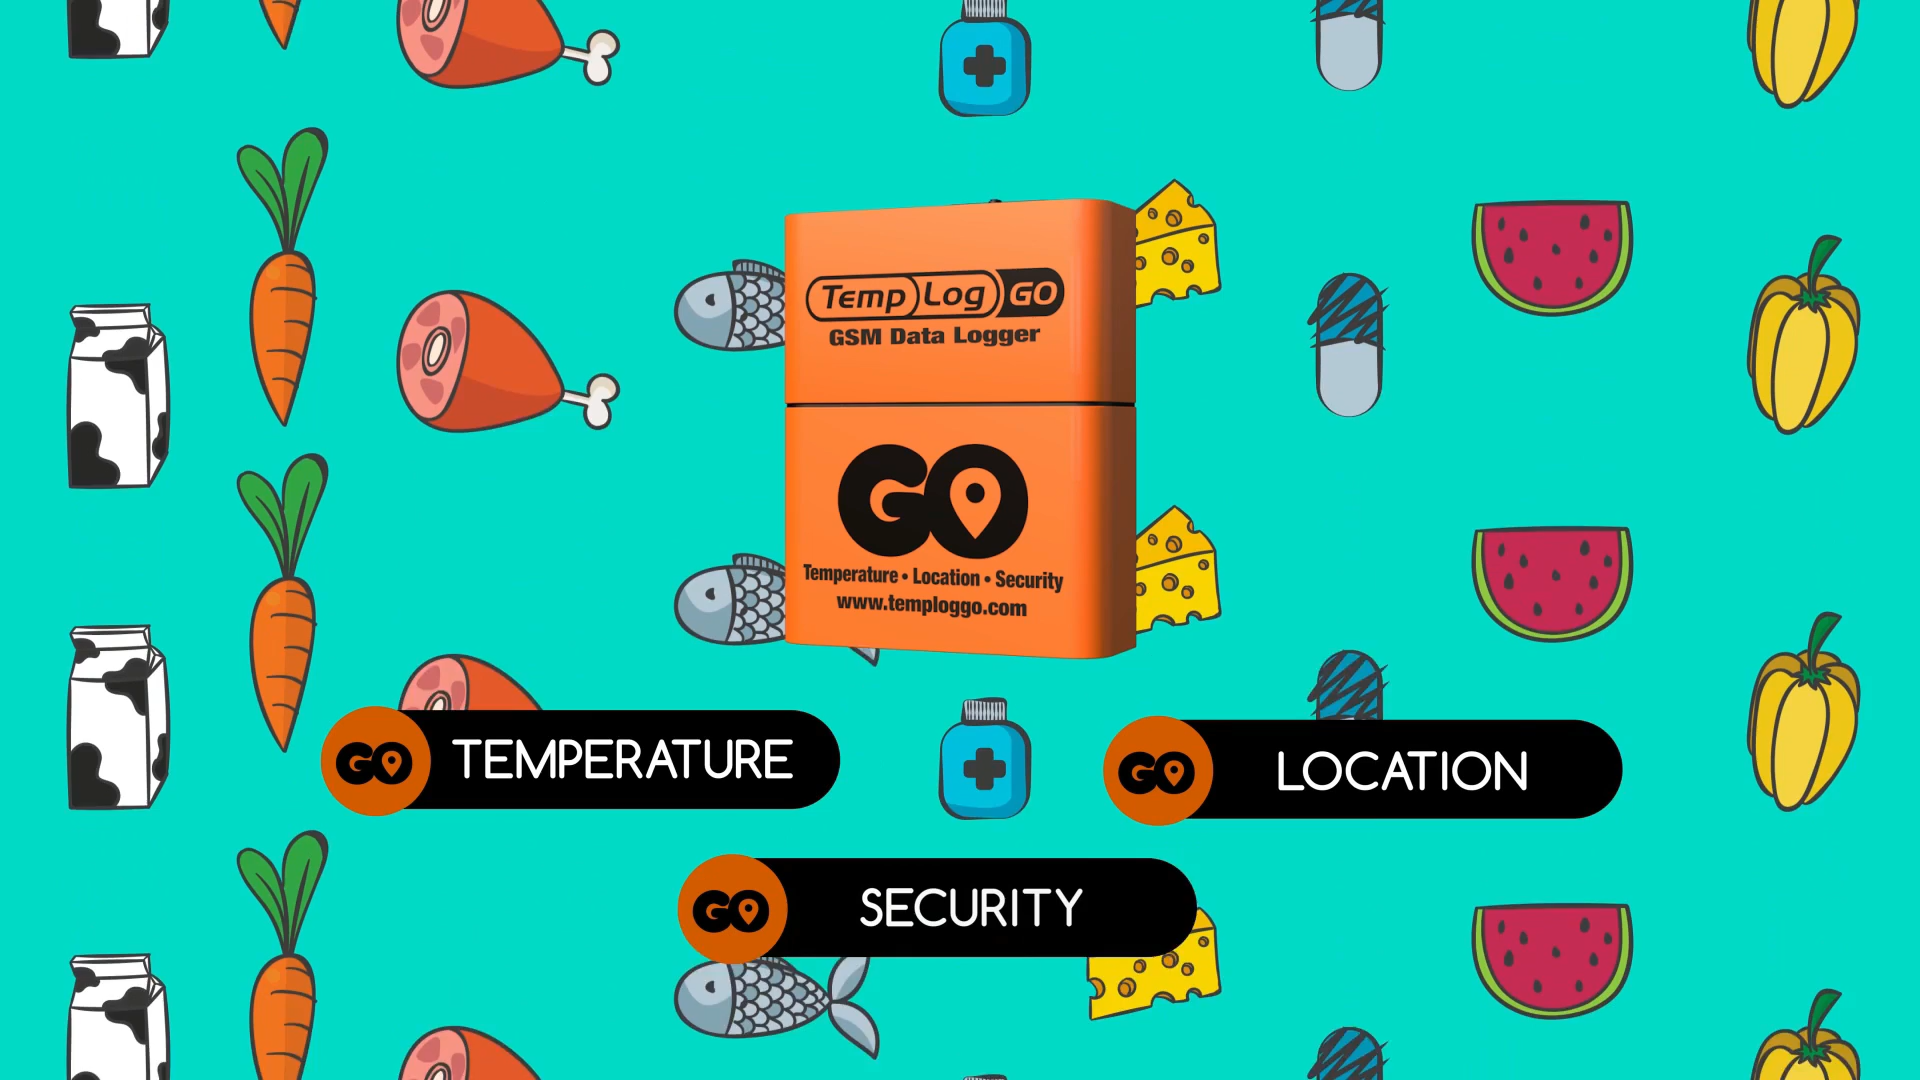 Temp Log GO
GSM Data Logger
GO
Temperature • Location • Security
www.temploggo.com
GO TEMPERATURE
GO LOCATION
GO SECURITY